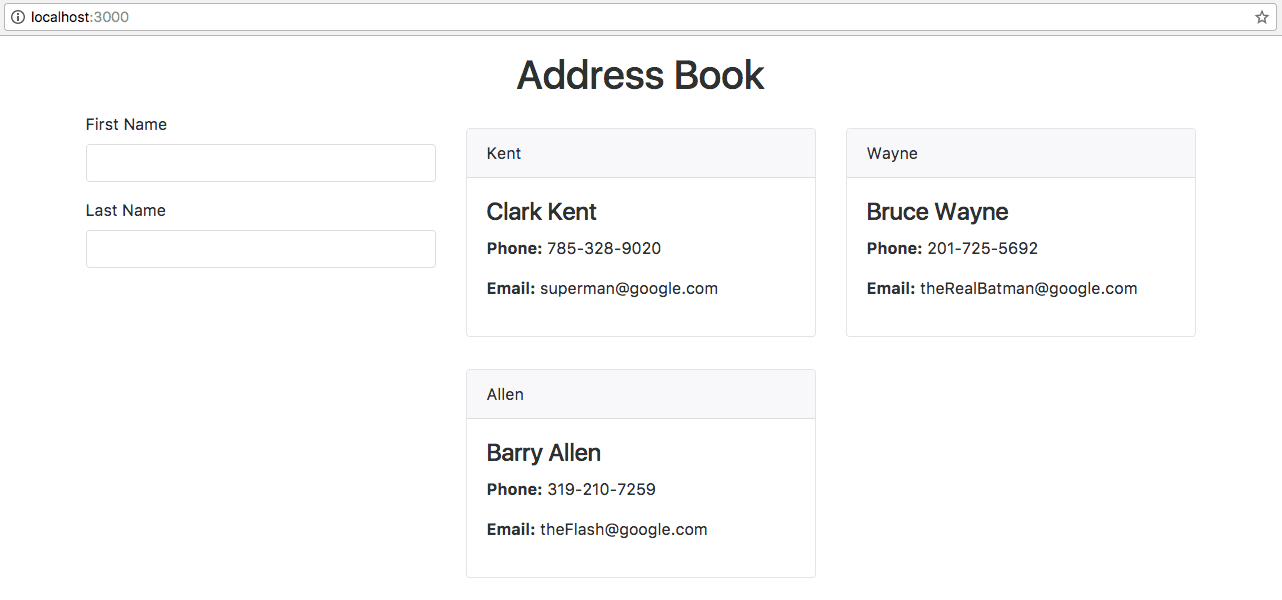 localhost:3000
Address Book
First Name
Last Name
Kent
Clark Kent
Phone: 785-328-9020
Email: superman@google.com
Wayne
Bruce Wayne
Phone: 201-725-5692
Email: theRealBatman@google.com
Allen
Barry Allen
Phone: 319-210-7259
Email: theFlash@google.com